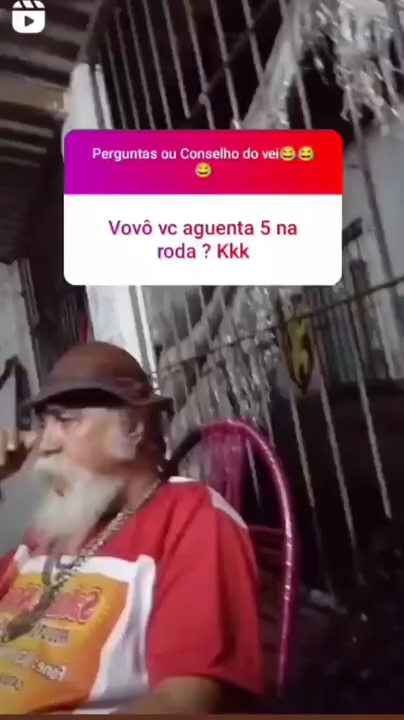 Perguntas ou Conselho do vei😂😂
😂
Vovô vc aguenta 5 na
roda ? Kkk